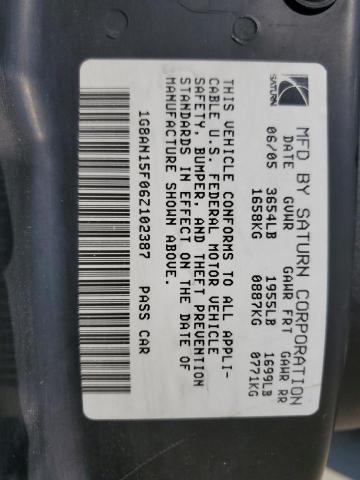 SATURN
MFD BY SATURN CORPORATION
DATE GVWR GAWR FRT GAWR RR
06/05 3654LB 1955LB 1699LB
1658KG 0887KG 0771KG
THIS VEHICLE CONFORMS TO ALL APPLI-
CABLE U.S. FEDERAL MOTOR VEHICLE
SAFETY, BUMPER, AND THEFT PREVENTION
STANDARDS IN EFFECT ON THE DATE OF
MANUFACTURE SHOWN ABOVE.
1G8AN15F06Z102387 PASS CAR